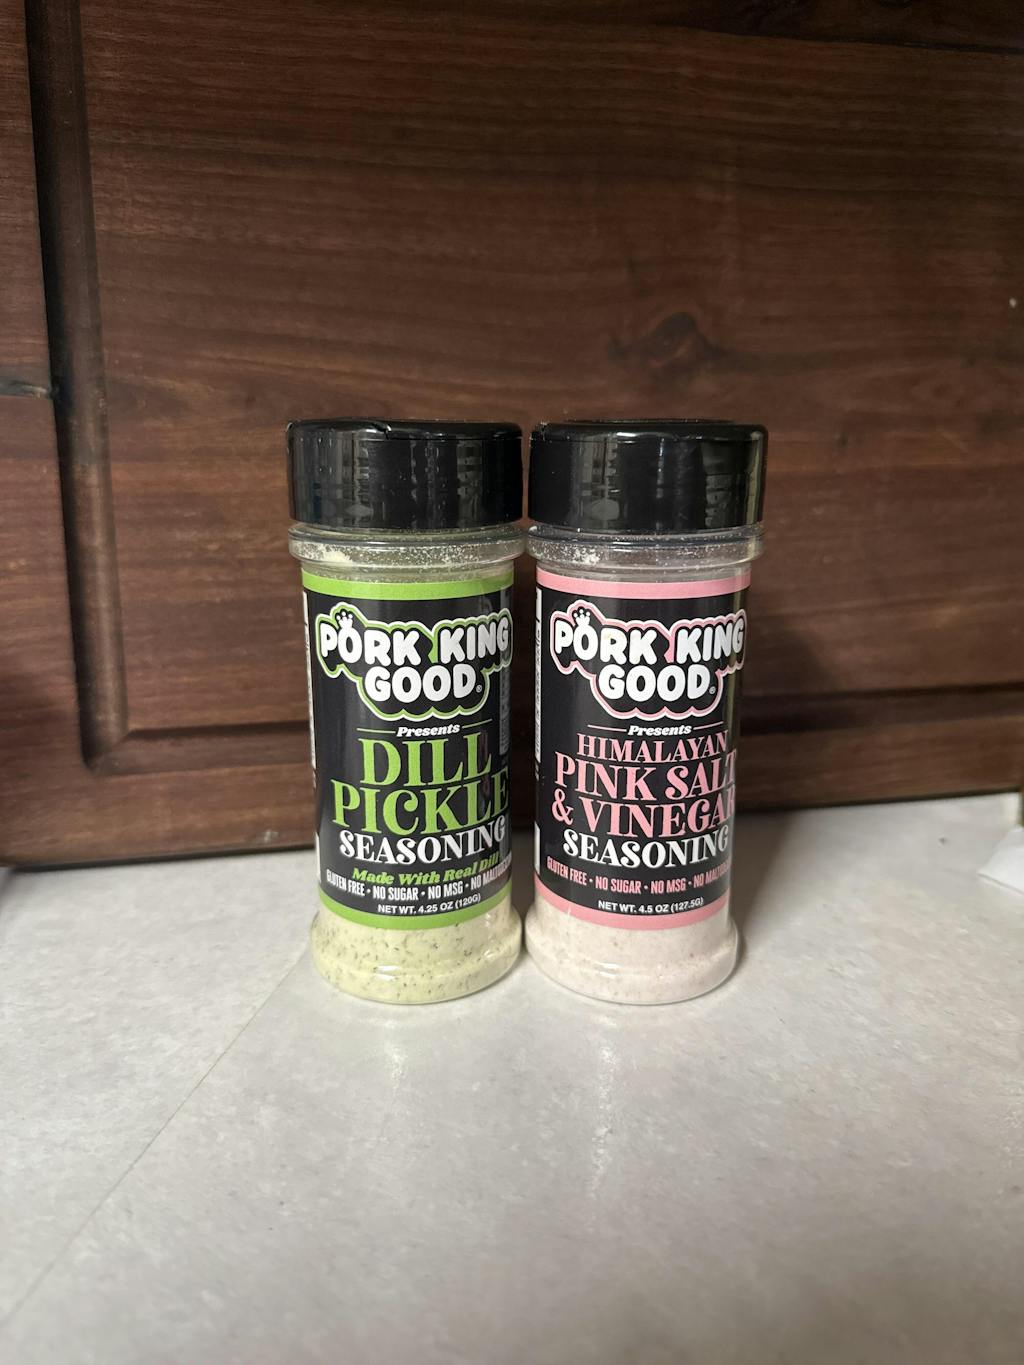 PORK KING
GOOD®
Presents
DILL
PICKLE
SEASONING
Made With Real Dill
GLUTEN FREE • NO SUGAR • NO MSG • NO
NET WT. 4.25 OZ (120G)
PORK KING
GOOD®
Presents
HIMALAYAN
PINK SALT
& VINEGAR
SEASONING
GLUTEN FREE • NO SUGAR • NO MSG • NO
NET WT. 4.5 OZ (127.5G)